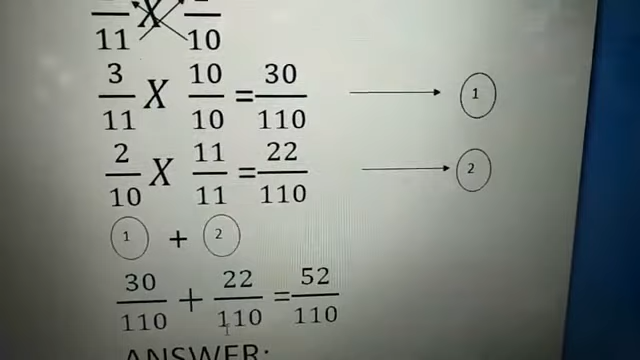 11 X 10
3/11 X 10/10 = 30/110 → 1
2/10 X 11/11 = 22/110 → 2
1 + 2
30/110 + 22/110 = 52/110
ANSWER: